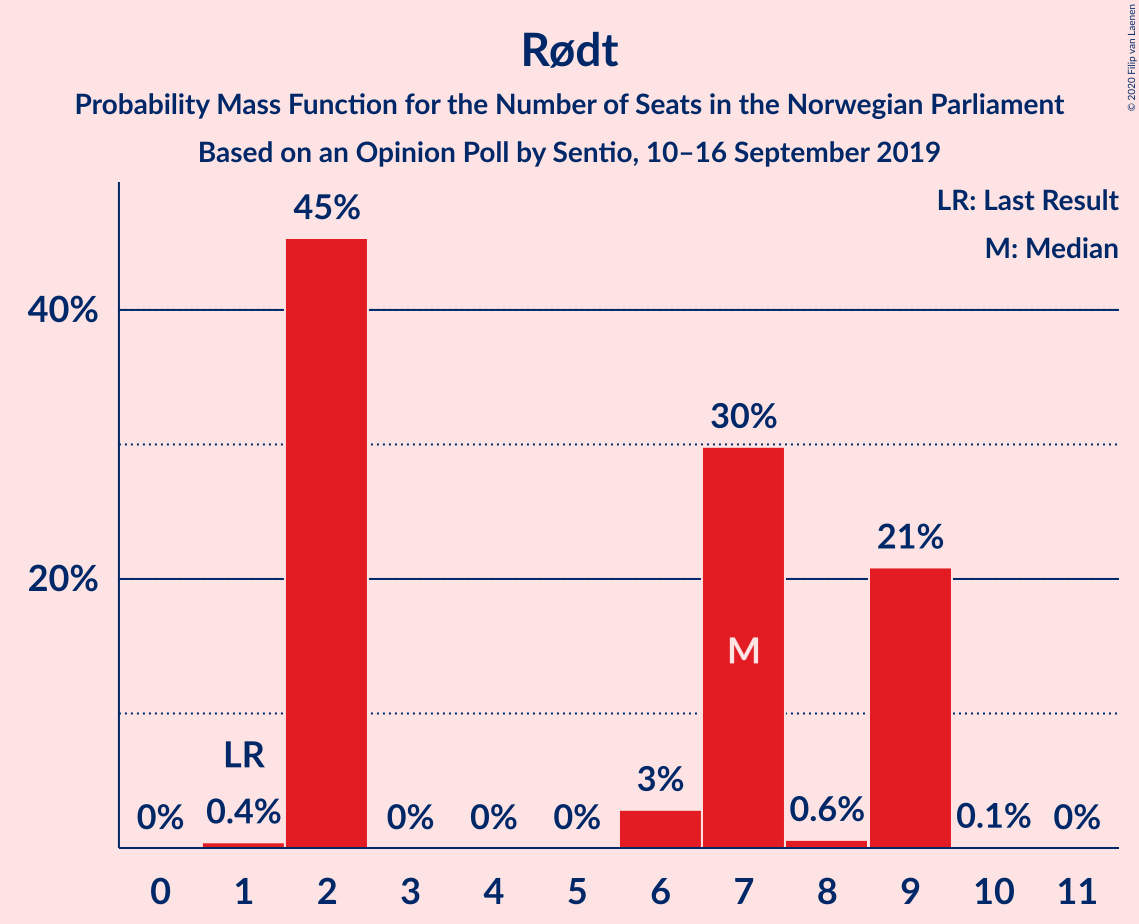 © 2020 Filip van Laenen
Rødt
Probability Mass Function for the Number of Seats in the Norwegian Parliament
Based on an Opinion Poll by Sentio, 10–16 September 2019
LR: Last Result
M: Median
40%
20%
0%
LR
0.4%
45%
0%
0%
0%
3%
30%
M
0.6%
21%
0.1%
0%
0 1 2 3 4 5 6 7 8 9 10 11